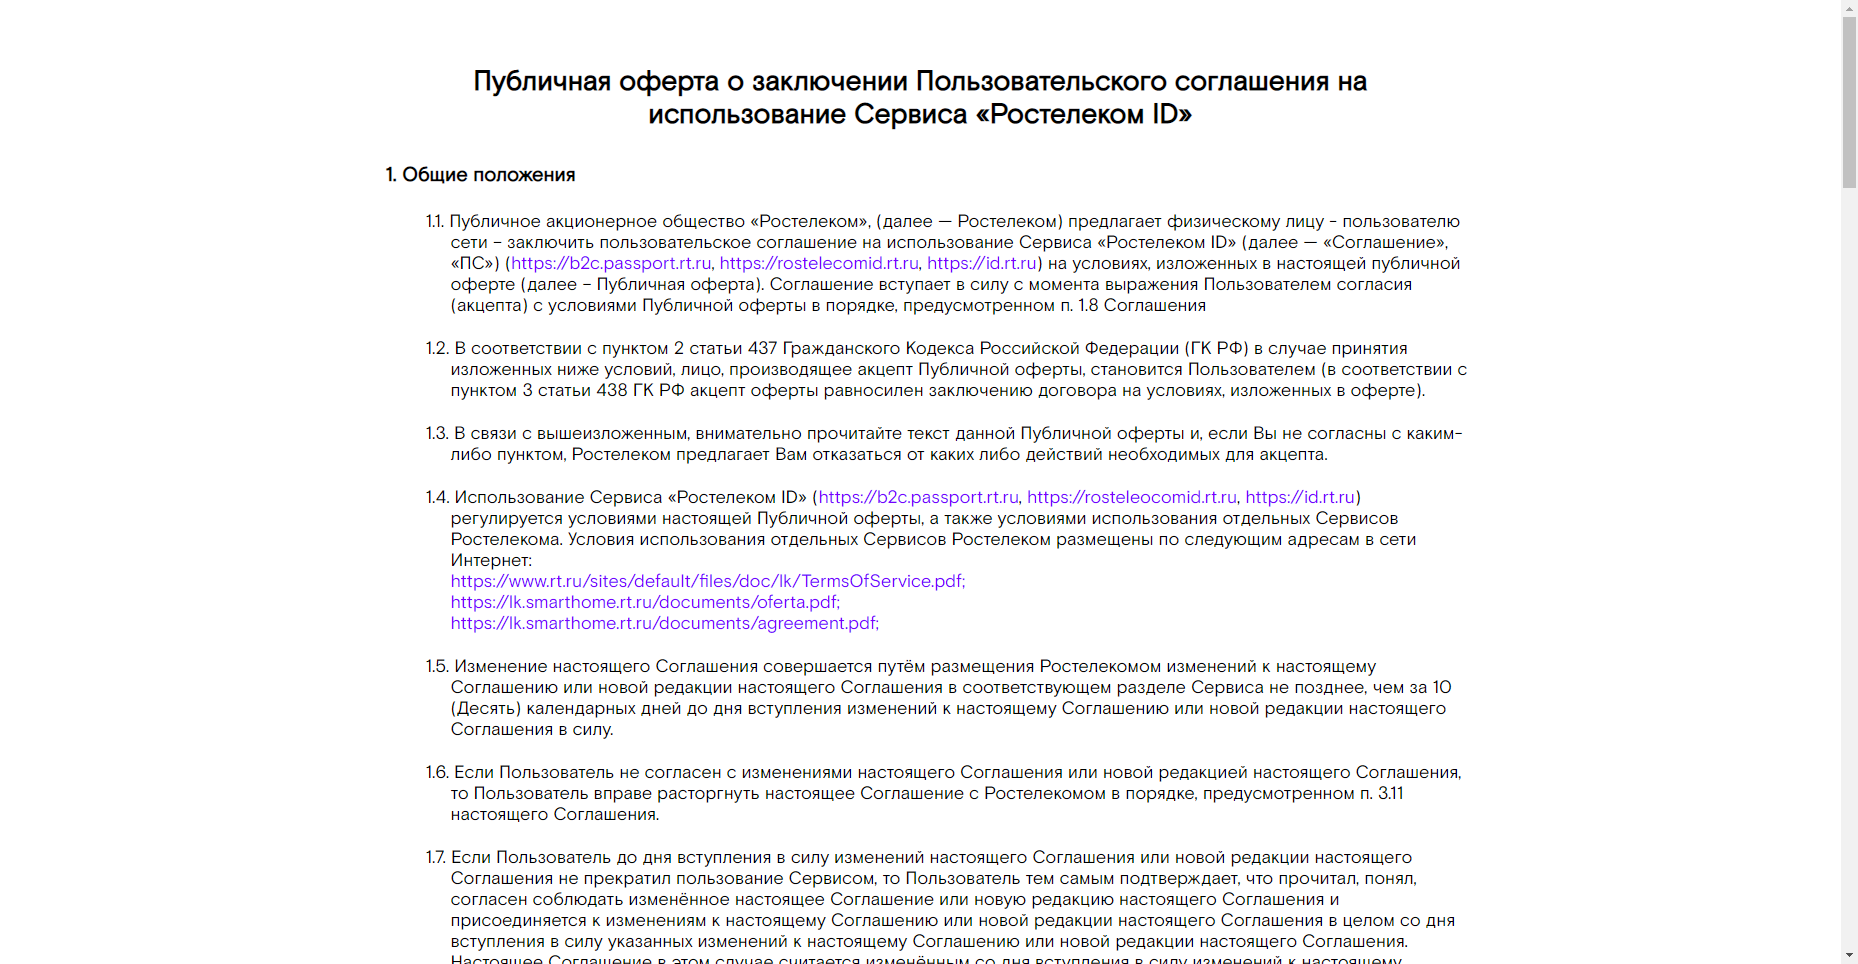 Публичная оферта о заключении Пользовательского соглашения на
использование Сервиса «Ростелеком ID»
1. Общие положения
1.1. Публичное акционерное общество «Ростелеком», (далее — Ростелеком) предлагает физическому лицу - пользователю
сети – заключить пользовательское соглашение на использование Сервиса «Ростелеком ID» (далее — «Соглашение»,
«ПС») (https://b2c.passport.rt.ru, https://rostelecomid.rt.ru, https://id.rt.ru) на условиях, изложенных в настоящей публичной
оферте (далее – Публичная оферта). Соглашение вступает в силу с момента выражения Пользователем согласия
(акцепта) с условиями Публичной оферты в порядке, предусмотренном п. 1.8 Соглашения
1.2. В соответствии с пунктом 2 статьи 437 Гражданского Кодекса Российской Федерации (ГК РФ) в случае принятия
изложенных ниже условий, лицо, производящее акцепт Публичной оферты, становится Пользователем (в соответствии с
пунктом 3 статьи 438 ГК РФ акцепт оферты равносилен заключению договора на условиях, изложенных в оферте).
1.3. В связи с вышеизложенным, внимательно прочитайте текст данной Публичной оферты и, если Вы не согласны с каким-
либо пунктом, Ростелеком предлагает Вам отказаться от каких либо действий необходимых для акцепта.
1.4. Использование Сервиса «Ростелеком ID» (https://b2c.passport.rt.ru, https://rosteleocomid.rt.ru, https://id.rt.ru)
регулируется условиями настоящей Публичной оферты, а также условиями использования отдельных Сервисов
Ростелекома. Условия использования отдельных Сервисов Ростелеком размещены по следующим адресам в сети
Интернет:
https://www.rt.ru/sites/default/files/doc/lk/TermsOfService.pdf;
https://lk.smarthome.rt.ru/documents/oferta.pdf;
https://lk.smarthome.rt.ru/documents/agreement.pdf;
1.5. Изменение настоящего Соглашения совершается путём размещения Ростелекомом изменений к настоящему
Соглашению или новой редакции настоящего Соглашения в соответствующем разделе Сервиса не позднее, чем за 10
(Десять) календарных дней до дня вступления изменений к настоящему Соглашению или новой редакции настоящего
Соглашения в силу.
1.6. Если Пользователь не согласен с изменениями настоящего Соглашения или новой редакцией настоящего Соглашения,
то Пользователь вправе расторгнуть настоящее Соглашение с Ростелекомом в порядке, предусмотренном п. 3.11
настоящего Соглашения.
1.7. Если Пользователь до дня вступления в силу изменений настоящего Соглашения или новой редакции настоящего
Соглашения не прекратил пользование Сервисом, то Пользователь тем самым подтверждает, что прочитал, понял,
согласен соблюдать изменённое настоящее Соглашение или новую редакцию настоящего Соглашения и
присоединяется к изменениям к настоящему Соглашению или новой редакции настоящего Соглашения в целом со дня
вступления в силу указанных изменений к настоящему Соглашению или новой редакции настоящего Соглашения.
Настоящее Соглашение в этом случае считается изменённым со дня вступления в силу изменений к настоящему